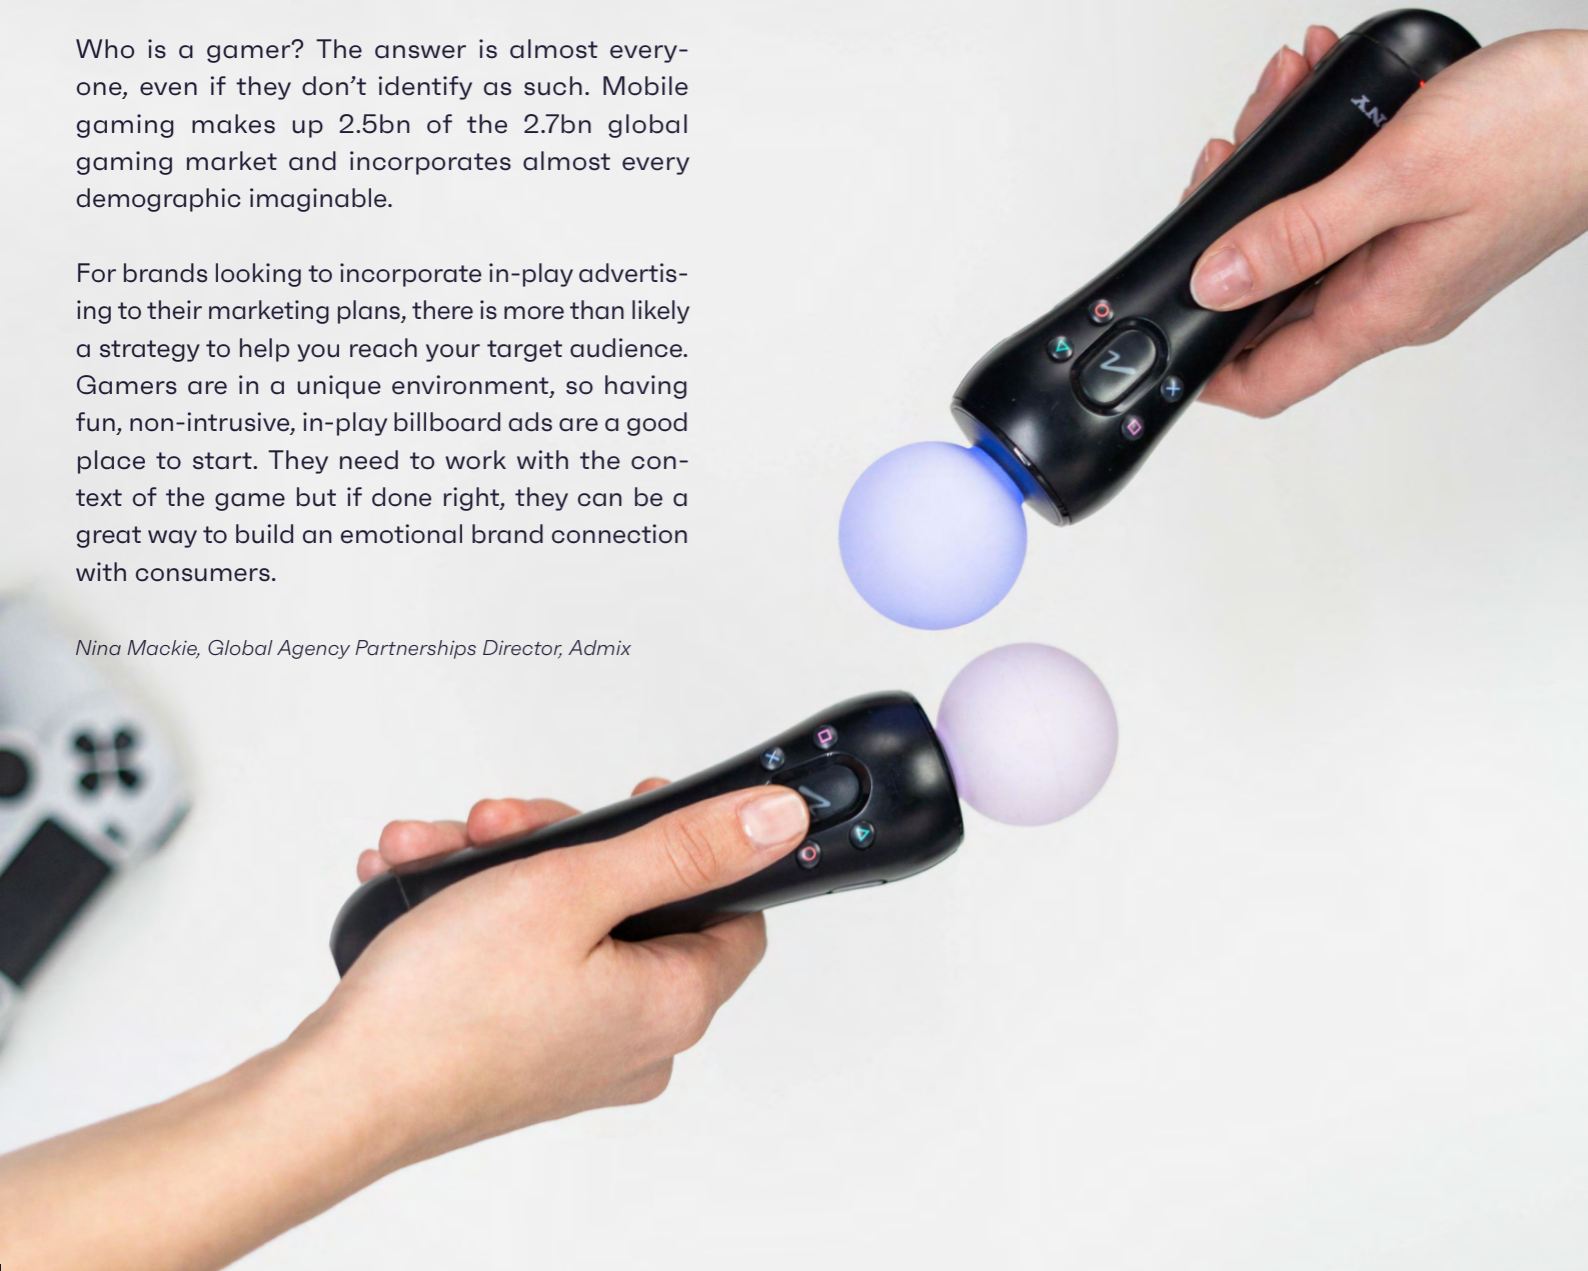 Who is a gamer? The answer is almost every-
one, even if they don’t identify as such. Mobile
gaming makes up 2.5bn of the 2.7bn global
gaming market and incorporates almost every
demographic imaginable.
For brands looking to incorporate in-play advertis-
ing to their marketing plans, there is more than likely
a strategy to help you reach your target audience.
Gamers are in a unique environment, so having
fun, non-intrusive, in-play billboard ads are a good
place to start. They need to work with the con-
text of the game but if done right, they can be a
great way to build an emotional brand connection
with consumers.
Nina Mackie, Global Agency Partnerships Director, Admix